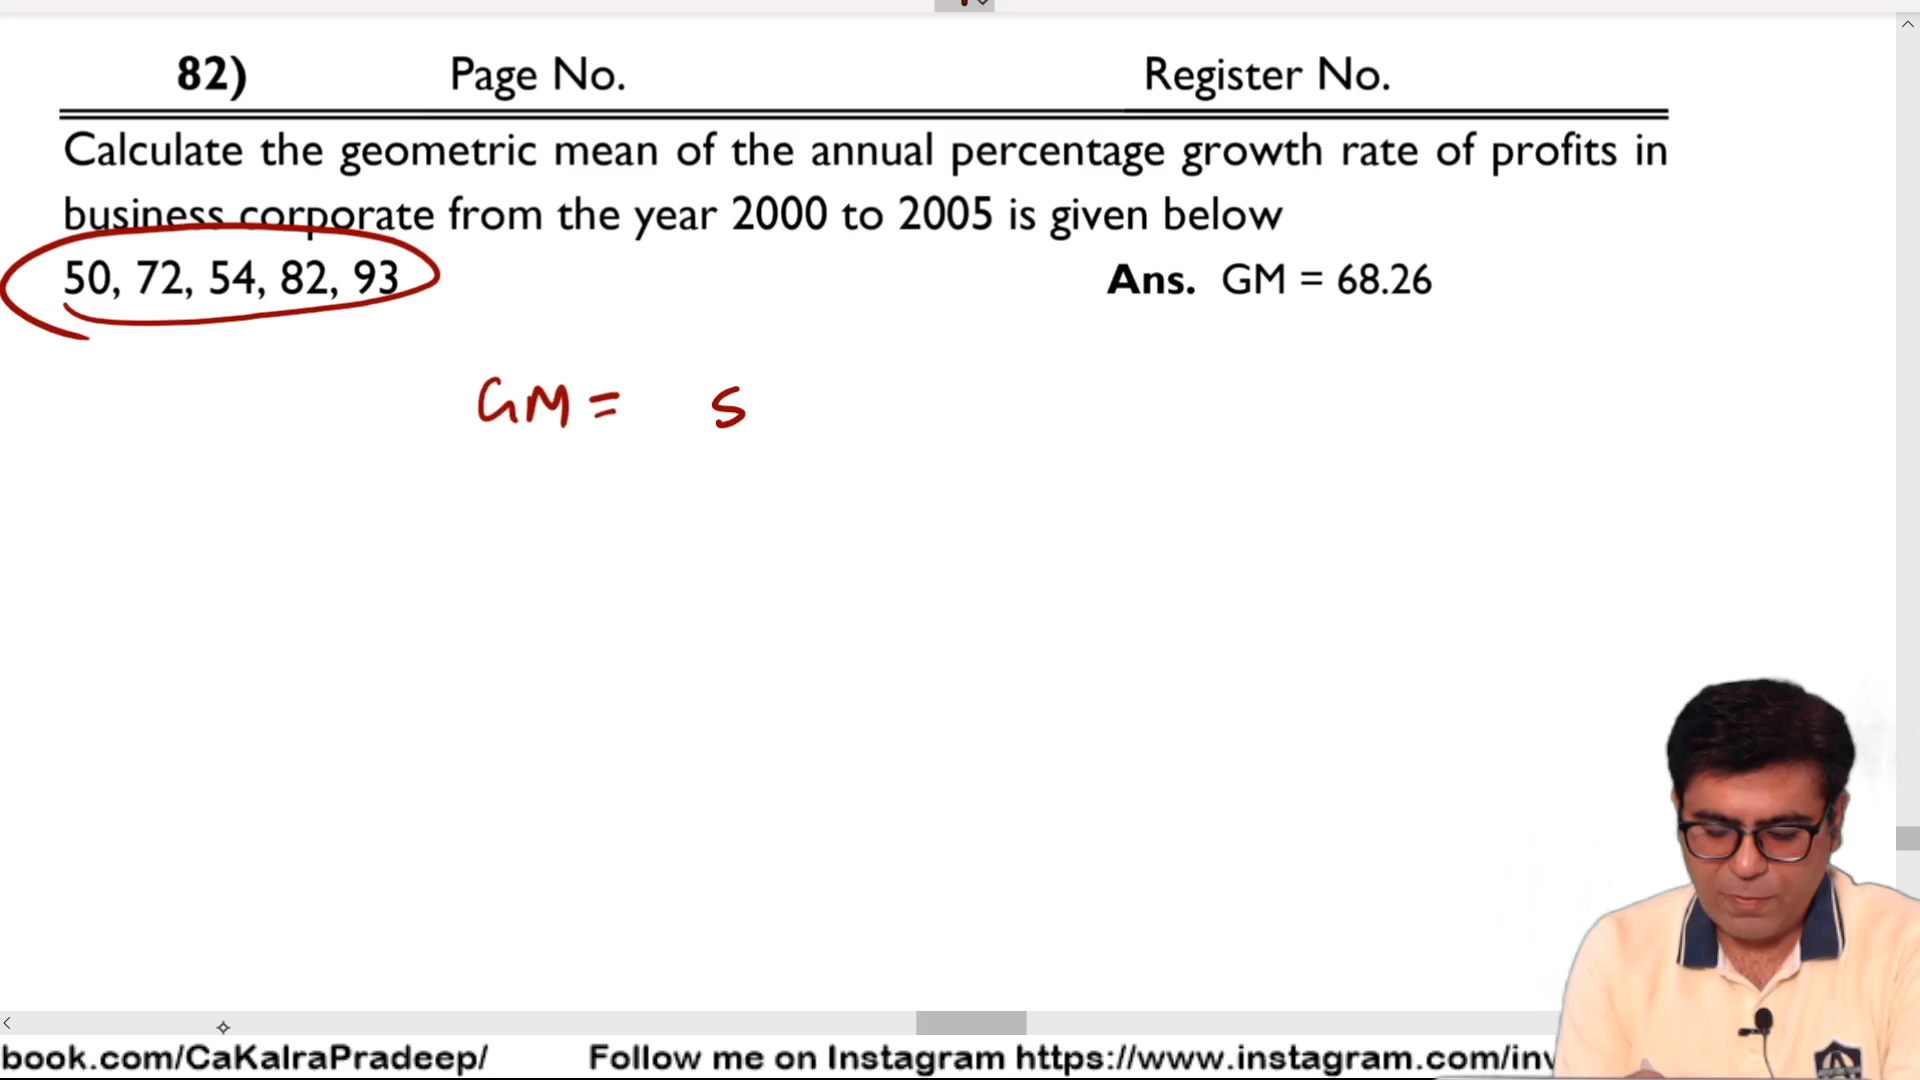 82) Page No. Register No.
Calculate the geometric mean of the annual percentage growth rate of profits in
business corporate from the year 2000 to 2005 is given below
50, 72, 54, 82, 93 Ans. GM = 68.26
GM = 5
book.com/CaKalraPradeep/ Follow me on Instagram https://www.instagram.com/inv